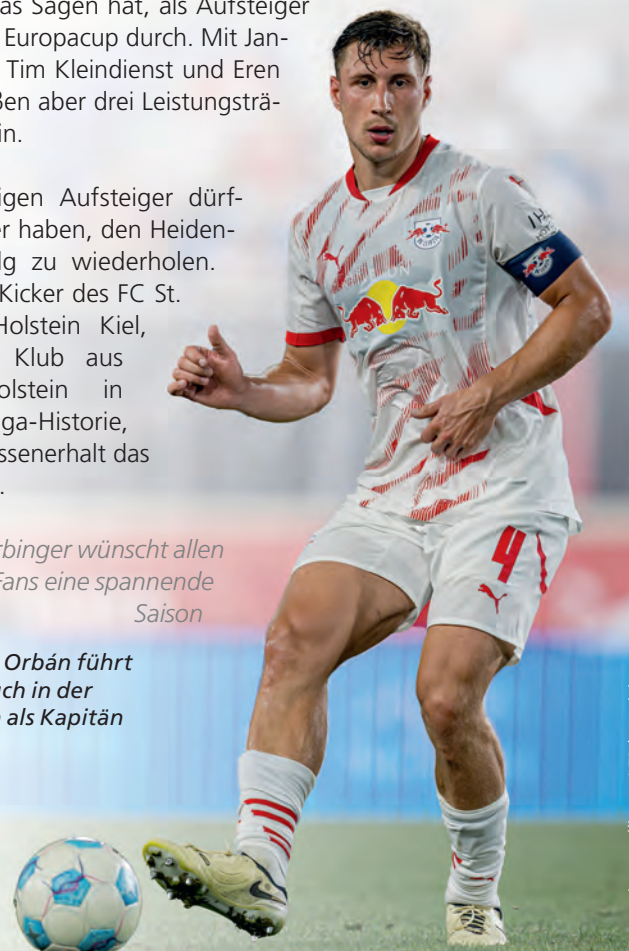 as Sagen hat, als Aufsteiger
Europacup durch. Mit Jan-
Tim Kleindienst und Eren
ßen aber drei Leistungsträ-
in.
igen Aufsteiger dürf-
er haben, den Heiden-
lg zu wiederholen.
Kicker des FC St.
Holstein Kiel,
Klub aus
olstein in
ga-Historie,
ssenerhalt das
.
rbinger wünscht allen
Fans eine spannende
Saison
Orbán führt
uch in der
als Kapitän
4